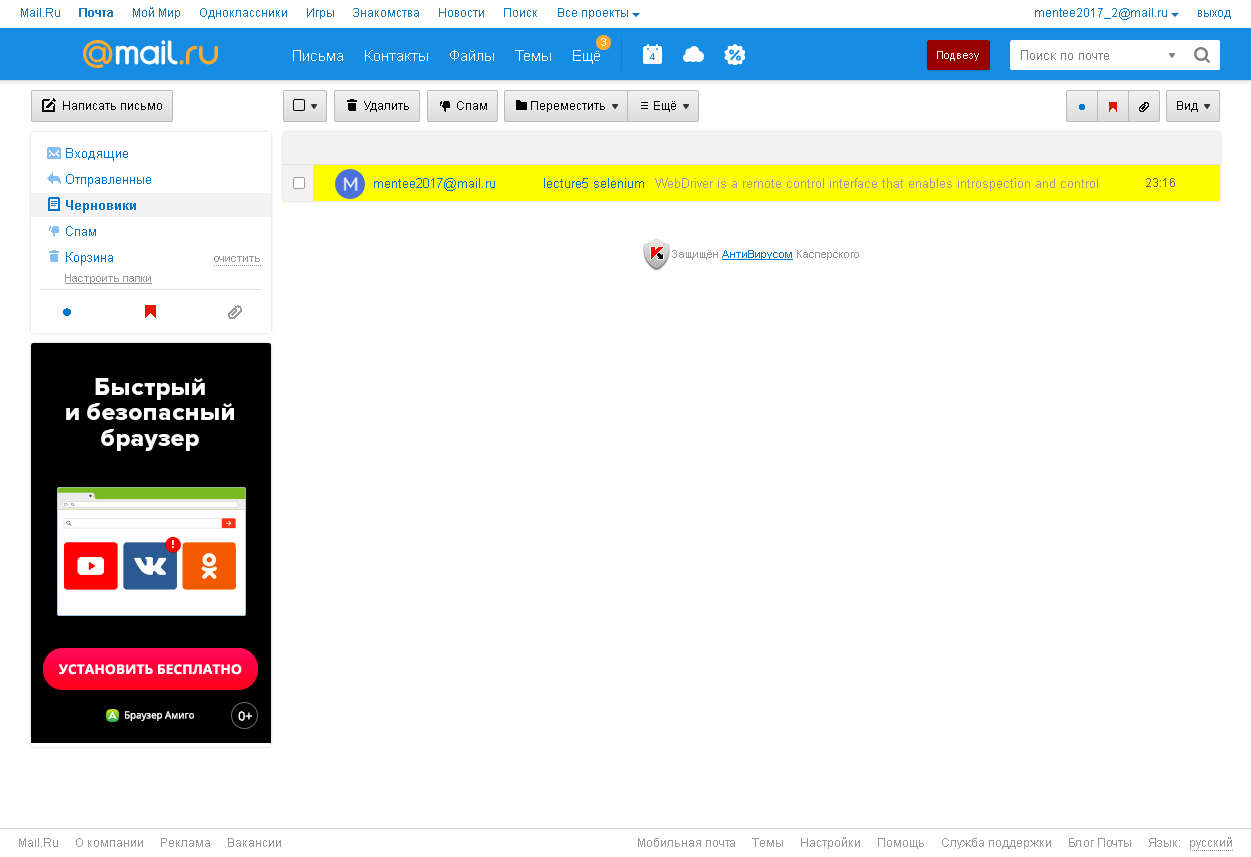 Mail.Ru Почта Мой Мир Одноклассники Игры Знакомства Новости Поиск Все проекты mentee2017_2@mail.ru выход
@mail.ru Письма Контакты Файлы Темы Ещё 3 4 % Подвезу Поиск по почте
Написать письмо Удалить Спам Переместить Ещё Вид
Входящие
Отправленные
Черновики
Спам
Корзина очистить
Настроить папки
M mentee2017@mail.ru lecture5 selenium WebDriver is a remote control interface that enables introspection and control 23:16
Защищён АнтиВирусом Касперского
Быстрый
и безопасный
браузер
УСТАНОВИТЬ БЕСПЛАТНО
Браузер Амиго 0+
Mail.Ru О компании Реклама Вакансии Мобильная почта Темы Настройки Помощь Служба поддержки Блог Почты Язык: русский